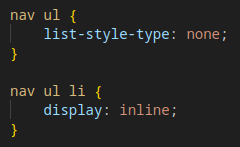 nav ul {
    list-style-type: none;
}

nav ul li {
    display: inline;
}